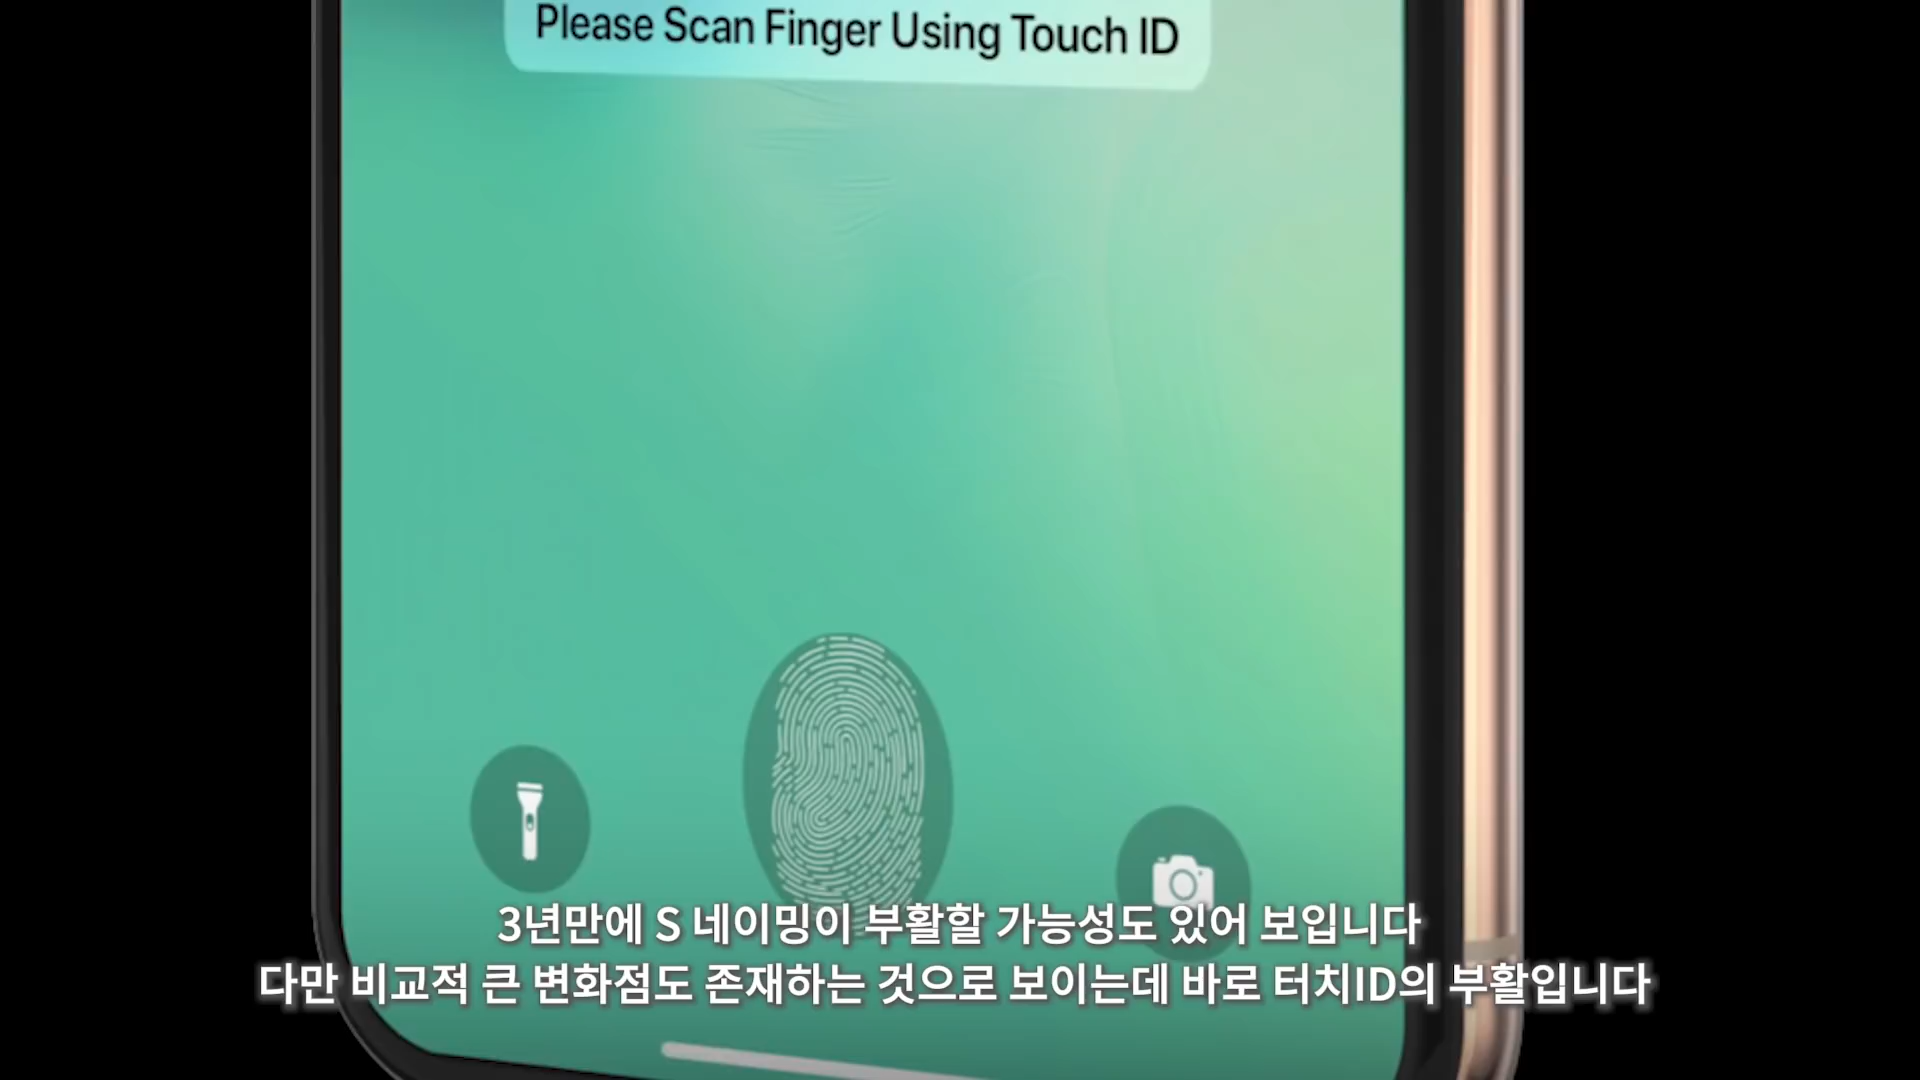 Please Scan Finger Using Touch ID
3년만에 S 네이밍이 부활할 가능성도 있어 보입니다
다만 비교적 큰 변화점도 존재하는 것으로 보이는데 바로 터치ID의 부활입니다